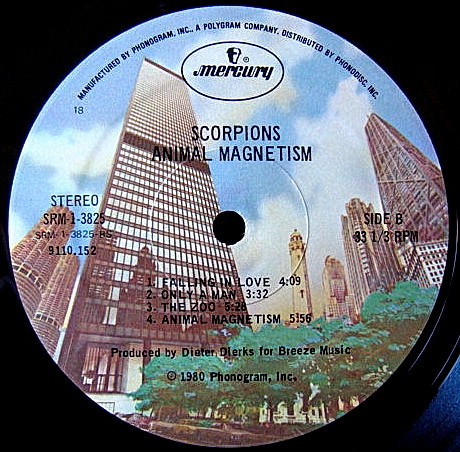 MANUFACTURED BY PHONOGRAM, INC., A POLYGRAM COMPANY, DISTRIBUTED BY PHONODISC, INC.
mercury ®
18
SCORPIONS
ANIMAL MAGNETISM
STEREO
SRM-1-3825
SRM-1-3825-BS
9110.152
SIDE B
33 1/3 RPM
1. FALLING IN LOVE 4:09
2. ONLY A MAN 3:32
3. THE ZOO 5:28
4. ANIMAL MAGNETISM 5:56
Produced by Dieter Dierks for Breeze Music
℗ 1980 Phonogram, Inc.